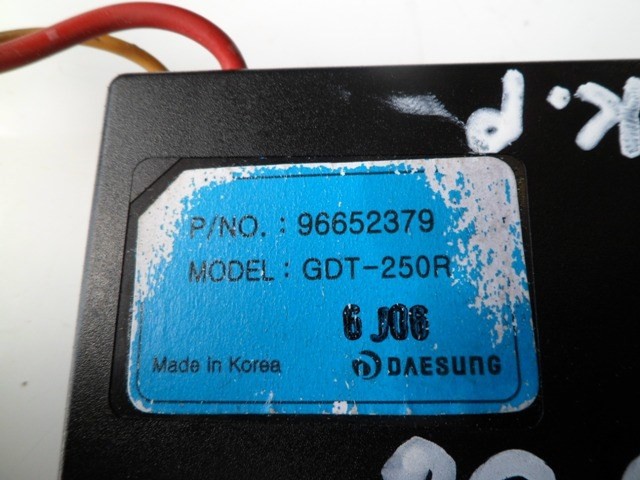 P/NO. : 96652379
MODEL : GDT-250R
6 J06
Made in Korea
DAESUNG